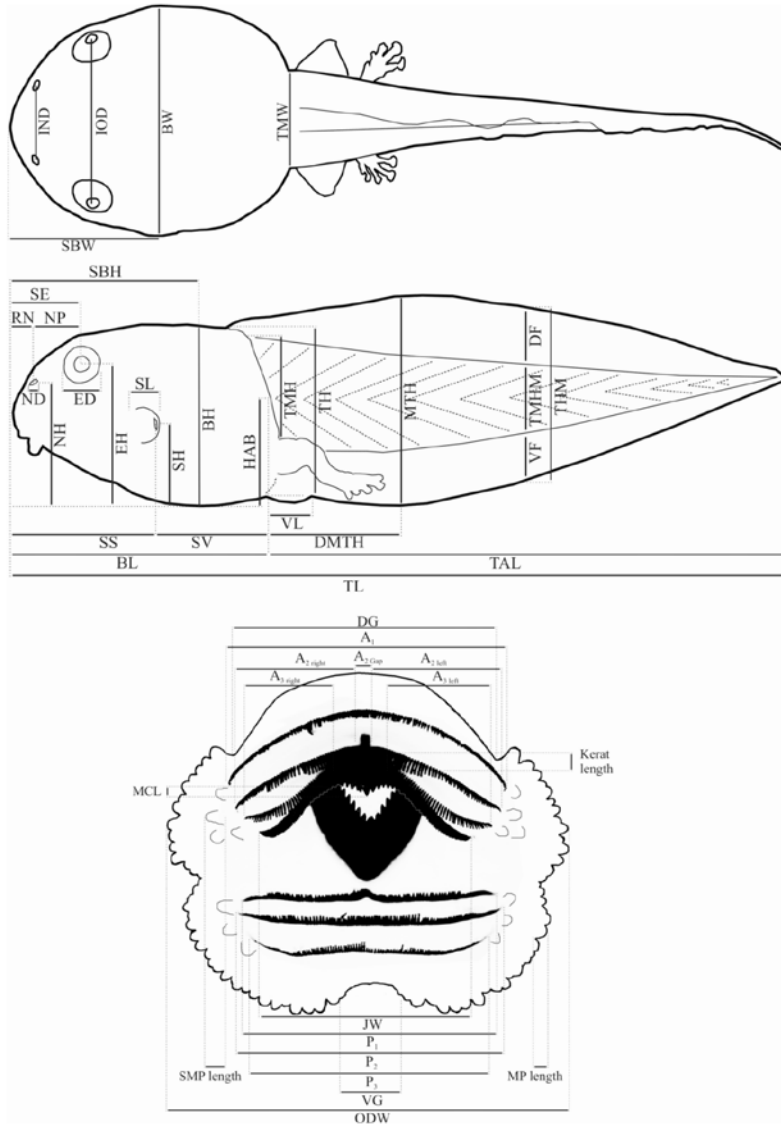 IND
IOD
BW
TMW
SBW
SBH
SE
RN NP
ND
ED
SL
NH
EH
SH
BH
HAB
TMH
TH
MTH
DF
TMHM
THM
VF
VL
SS SV DMTH
BL TAL
TL
DG
A1
A2 right A2 Gap A2 left
A3 right A3 left
Kerat
length
MCL
JW
P1
SMP length P2 MP length
P3
VG
ODW